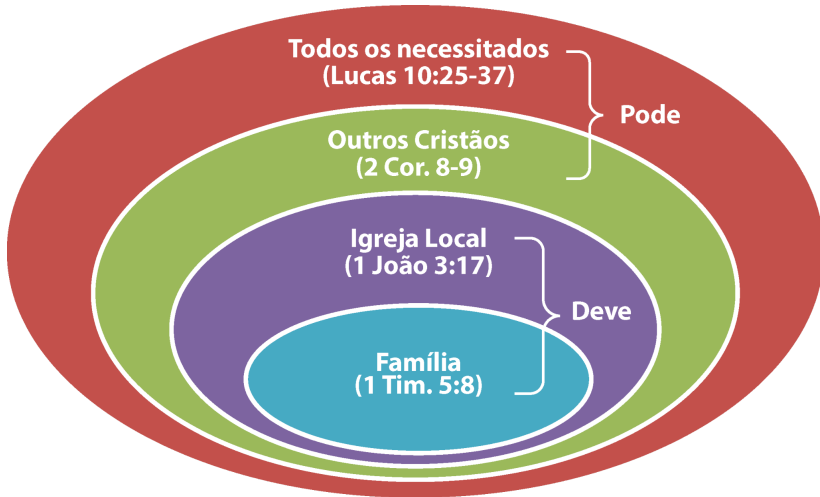 Todos os necessitados
(Lucas 10:25-37)
Pode
Outros Cristãos
(2 Cor. 8-9)
Igreja Local
(1 João 3:17)
Deve
Família
(1 Tim. 5:8)